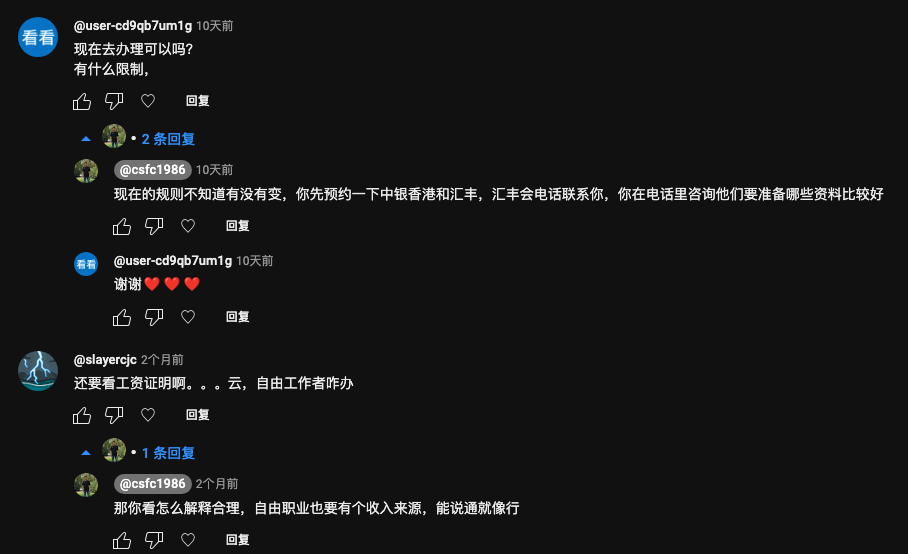 看看
@user-cd9qb7um1g 10天前
现在去办理可以吗？
有什么限制，
回复
• 2 条回复
@csfc1986 10天前
现在的规则不知道有没有变，你先预约一下中银香港和汇丰，汇丰会电话联系你，你在电话里咨询他们要准备哪些资料比较好
回复
看看
@user-cd9qb7um1g 10天前
谢谢❤️❤️❤️
回复
@slayercjc 2个月前
还要看工资证明啊。。。云，自由工作者咋办
回复
• 1 条回复
@csfc1986 2个月前
那你看怎么解释合理，自由职业也要有个收入来源，能说通就像行
回复